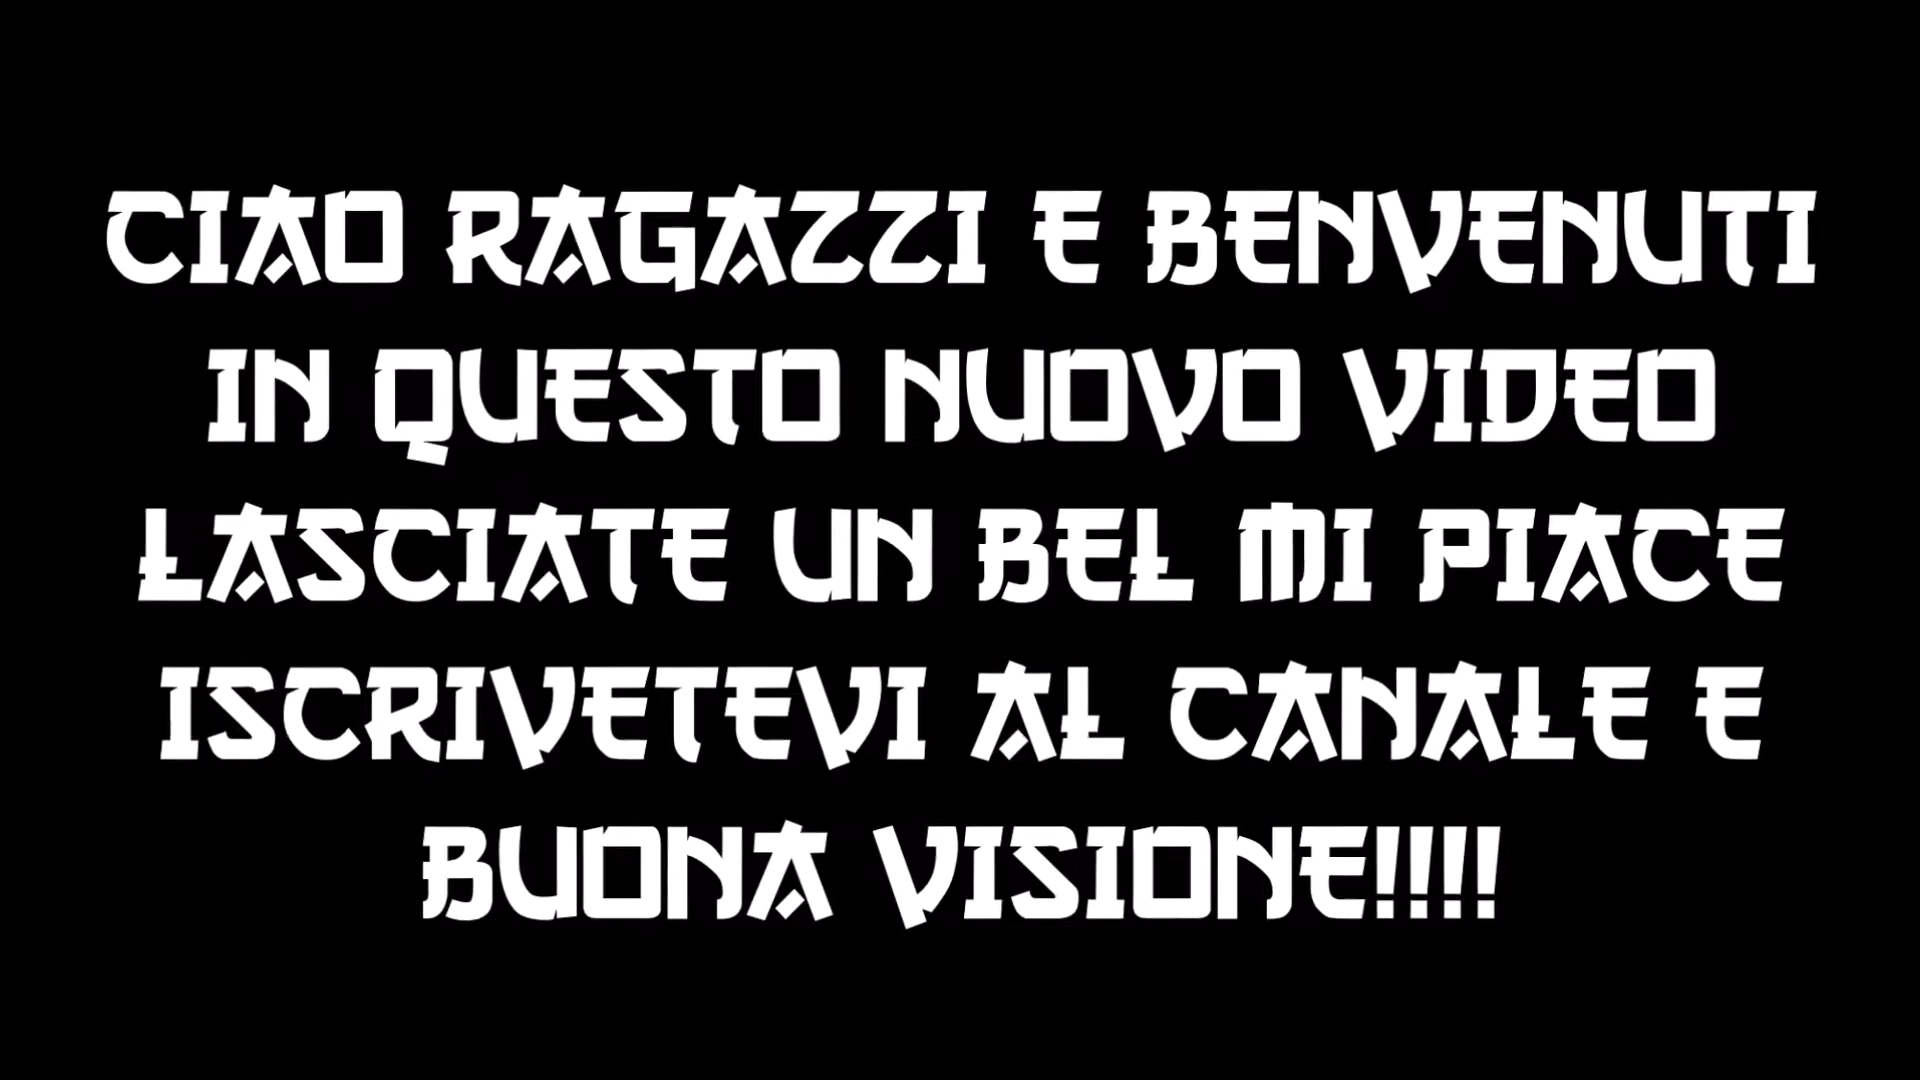 CIAO RAGAZZI E BENVENUTI
IN QUESTO NUOVO VIDEO
LASCIATE UN BEL MI PIACE
ISCRIVETEVI AL CANALE E
BUONA VISIONE!!!!